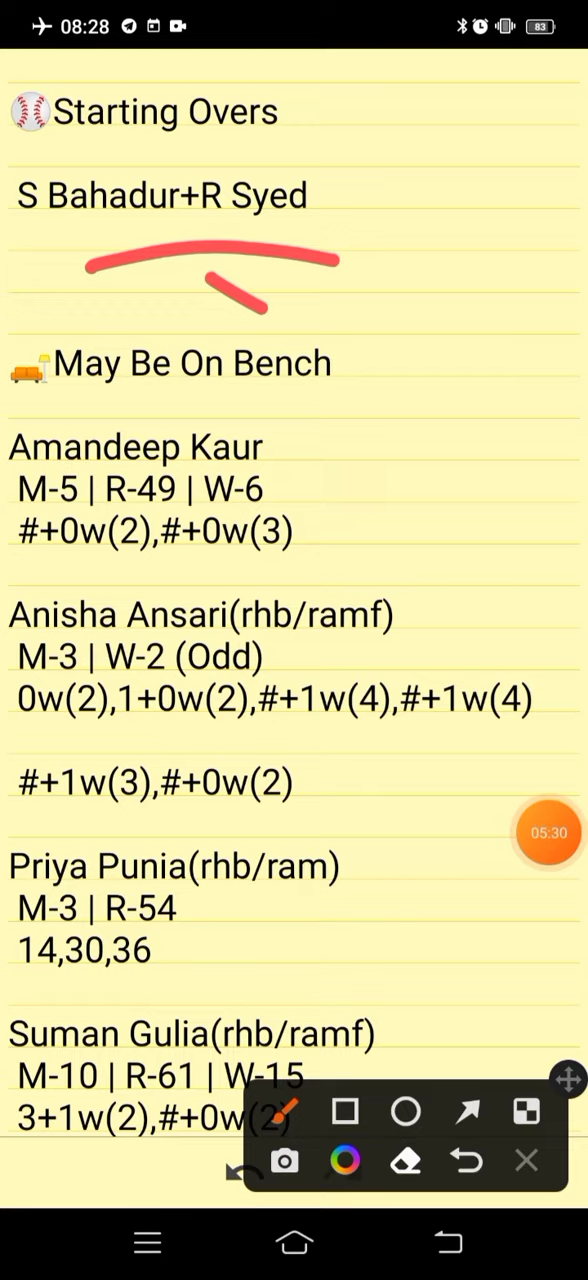 08:28
83
Starting Overs
S Bahadur+R Syed
May Be On Bench
Amandeep Kaur
M-5 | R-49 | W-6
#+0w(2),#+0w(3)
Anisha Ansari(rhb/ramf)
M-3 | W-2 (Odd)
0w(2),1+0w(2),#+1w(4),#+1w(4)
#+1w(3),#+0w(2)
05:30
Priya Punia(rhb/ram)
M-3 | R-54
14,30,36
Suman Gulia(rhb/ramf)
M-10 | R-61 | W-15
3+1w(2),#+0w(2)